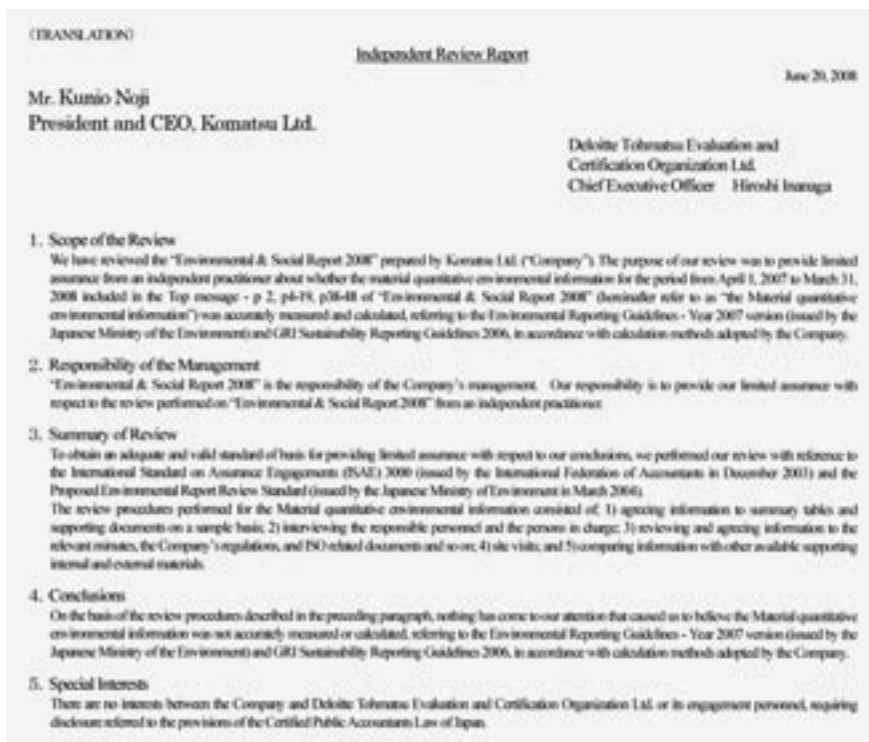 (TRANSLATION)
Independent Review Report
June 20, 2008
Mr. Kunio Noji
President and CEO, Komatsu Ltd.
Deloitte Tohmatsu Evaluation and
Certification Organization Ltd.
Chief Executive Officer Hiroshi Inanaga
1. Scope of the Review
We have reviewed the "Environmental & Social Report 2008" prepared by Komatsu Ltd. ("Company"). The purpose of our review was to provide limited
assurance from an independent practitioner about whether the material quantitative environmental information for the period from April 1, 2007 to March 31,
2008 included in the Top message - p 2, p4-19, p38-48 of "Environmental & Social Report 2008" (hereinafter refer to as "the Material quantitative
environmental information") was accurately measured and calculated, referring to the Environmental Reporting Guidelines - Year 2007 version (issued by the
Japanese Ministry of the Environment) and GRI Sustainability Reporting Guidelines 2006, in accordance with calculation methods adopted by the Company.
2. Responsibility of the Management
"Environmental & Social Report 2008" is the responsibility of the Company's management. Our responsibility is to provide our limited assurance with
respect to the review performed on "Environmental & Social Report 2008" from an independent practitioner.
3. Summary of Review
To obtain an adequate and valid standard of basis for providing limited assurance with respect to our conclusions, we performed our review with reference to
the International Standard on Assurance Engagements (ISAE) 3000 (issued by the International Federation of Accountants in December 2003) and the
Proposed Environmental Report Review Standard (issued by the Japanese Ministry of Environment in March 2004).
The review procedures performed for the Material quantitative environmental information consisted of; 1) agreeing information to summary tables and
supporting documents on a sample basis; 2) interviewing the responsible personnel and the persons in charge; 3) reviewing and agreeing information to the
relevant minutes, the Company's regulations, and ISO related documents and so on; 4) site visits; and 5) comparing information with other available supporting
internal and external materials.
4. Conclusions
On the basis of the review procedures described in the preceding paragraph, nothing has come to our attention that caused us to believe the Material quantitative
environmental information was not accurately measured or calculated, referring to the Environmental Reporting Guidelines - Year 2007 version (issued by the
Japanese Ministry of the Environment) and GRI Sustainability Reporting Guidelines 2006, in accordance with calculation methods adopted by the Company.
5. Special Interests
There are no interests between the Company and Deloitte Tohmatsu Evaluation and Certification Organization Ltd. or its engagement personnel, requiring
disclosure referred to the provisions of the Certified Public Accountants Law of Japan.